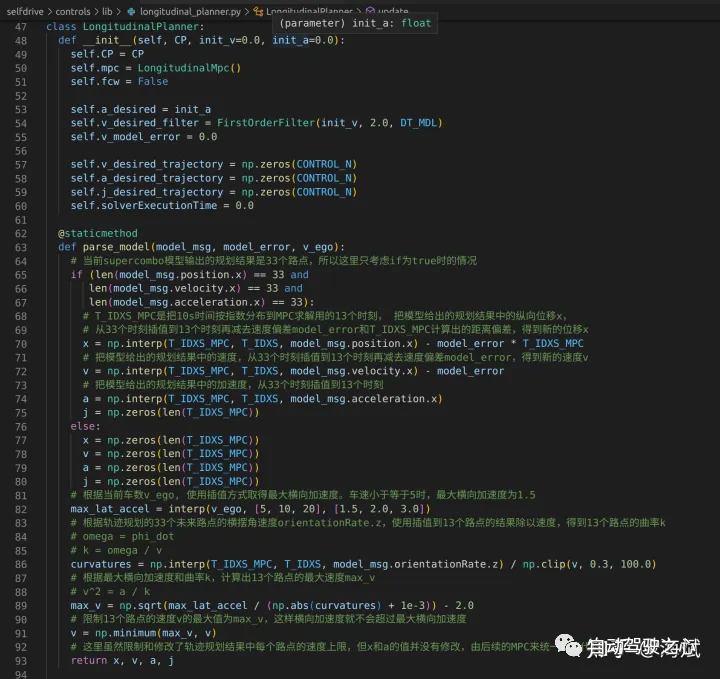 selfdrive > controls > lib > longitudinal_planner.py > LongitudinalPlanner > update
(parameter) init_a: float
47 class LongitudinalPlanner:
48 def __init__(self, CP, init_v=0.0, init_a=0.0):
49 self.CP = CP
50 self.mpc = LongitudinalMpc()
51 self.fcw = False
52
53 self.a_desired = init_a
54 self.v_desired_filter = FirstOrderFilter(init_v, 2.0, DT_MDL)
55 self.v_model_error = 0.0
56
57 self.v_desired_trajectory = np.zeros(CONTROL_N)
58 self.a_desired_trajectory = np.zeros(CONTROL_N)
59 self.j_desired_trajectory = np.zeros(CONTROL_N)
60 self.solverExecutionTime = 0.0
61
62 @staticmethod
63 def parse_model(model_msg, model_error, v_ego):
64 # 当前supercombo模型输出的规划结果是33个路点，所以这里只考虑if为true时的情况
65 if (len(model_msg.position.x) == 33 and
66 len(model_msg.velocity.x) == 33 and
67 len(model_msg.acceleration.x) == 33):
68 # T_IDXS_MPC是把10s时间按指数分布到MPC求解用的13个时刻， 把模型给出的规划结果中的纵向位移x，
69 # 从33个时刻插值到13个时刻再减去速度偏差model_error和T_IDXS_MPC计算出的距离偏差，得到新的位移x
70 x = np.interp(T_IDXS_MPC, T_IDXS, model_msg.position.x) - model_error * T_IDXS_MPC
71 # 把模型给出的规划结果中的速度，从33个时刻插值到13个时刻再减去速度偏差model_error，得到新的速度v
72 v = np.interp(T_IDXS_MPC, T_IDXS, model_msg.velocity.x) - model_error
73 # 把模型给出的规划结果中的加速度，从33个时刻插值到13个时刻
74 a = np.interp(T_IDXS_MPC, T_IDXS, model_msg.acceleration.x)
75 j = np.zeros(len(T_IDXS_MPC))
76 else:
77 x = np.zeros(len(T_IDXS_MPC))
78 v = np.zeros(len(T_IDXS_MPC))
79 a = np.zeros(len(T_IDXS_MPC))
80 j = np.zeros(len(T_IDXS_MPC))
81 # 根据当前车数v_ego, 使用插值方式取得最大横向加速度。车速小于等于5时，最大横向加速度为1.5
82 max_lat_accel = interp(v_ego, [5, 10, 20], [1.5, 2.0, 3.0])
83 # 根据轨迹规划的33个未来路点的横摆角速度orientationRate.z，使用插值到13个路点的结果除以速度，得到13个路点的曲率k
84 # omega = phi_dot
85 # k = omega / v
86 curvatures = np.interp(T_IDXS_MPC, T_IDXS, model_msg.orientationRate.z) / np.clip(v, 0.3, 100.0)
87 # 根据最大横向加速度和曲率k，计算出13个路点的最大速度max_v
88 # v^2 = a / k
89 max_v = np.sqrt(max_lat_accel / (np.abs(curvatures) + 1e-3)) - 2.0
90 # 限制13个路点的速度v的最大值为max_v，这样横向加速度就不会超过最大横向加速度
91 v = np.minimum(max_v, v)
92 # 这里虽然限制和修改了轨迹规划结果中每个路点的速度上限，但x和a的值并没有修改，由后续的MPC来统一
93 return x, v, a, j
94
自动驾驶之心